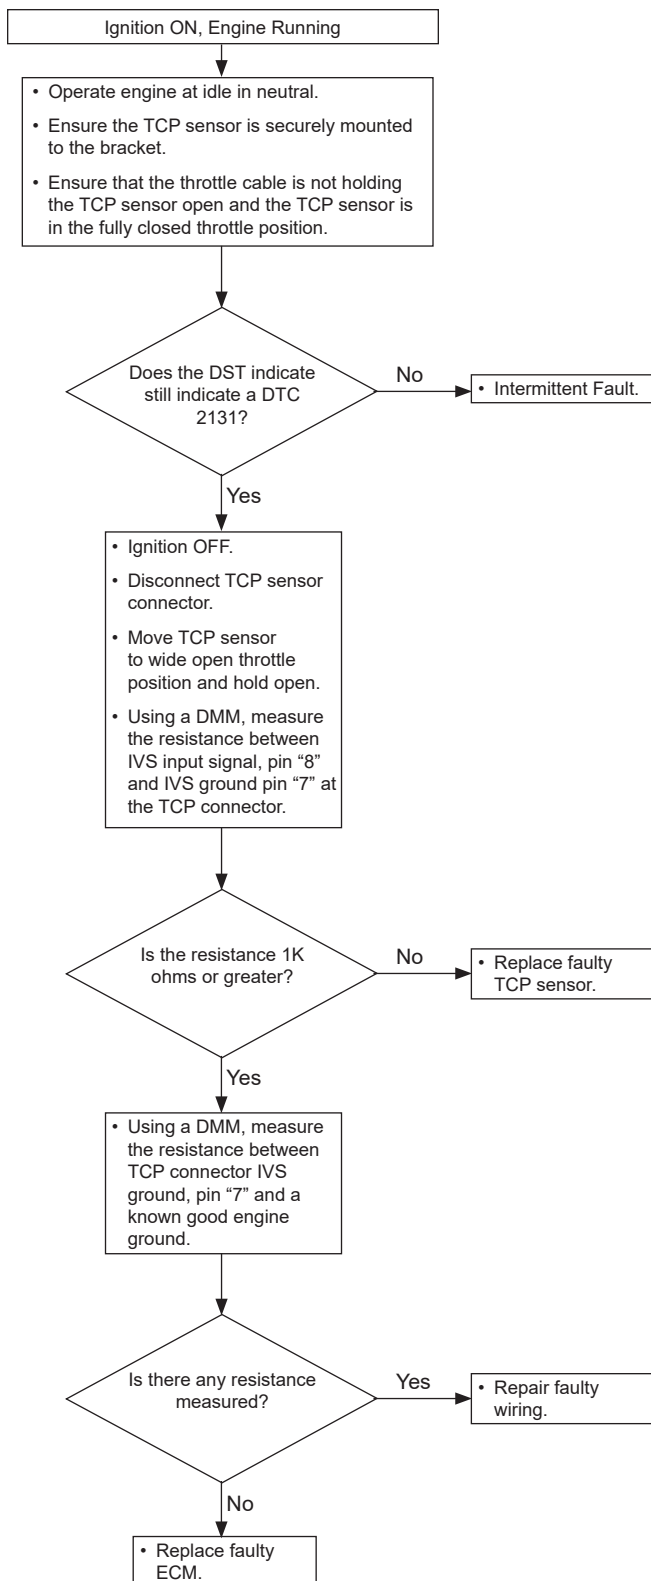 Ignition ON, Engine Running
• Operate engine at idle in neutral.
• Ensure the TCP sensor is securely mounted
to the bracket.
• Ensure that the throttle cable is not holding
the TCP sensor open and the TCP sensor is
in the fully closed throttle position.
Does the DST indicate
still indicate a DTC
2131?
No
• Intermittent Fault.
Yes
• Ignition OFF.
• Disconnect TCP sensor
connector.
• Move TCP sensor
to wide open throttle
position and hold open.
• Using a DMM, measure
the resistance between
IVS input signal, pin “8”
and IVS ground pin “7” at
the TCP connector.
Is the resistance 1K
ohms or greater?
No
• Replace faulty
TCP sensor.
Yes
• Using a DMM, measure
the resistance between
TCP connector IVS
ground, pin “7” and a
known good engine
ground.
Is there any resistance
measured?
Yes
• Repair faulty
wiring.
No
• Replace faulty
ECM.